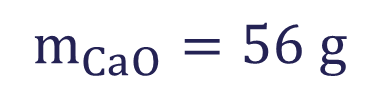 m_CaO = 56 g